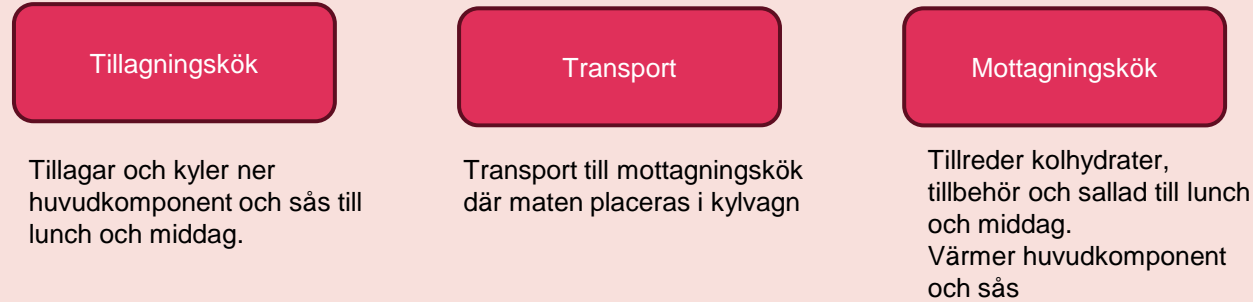 Tillagningskök
Tillagar och kyler ner
huvudkomponent och sås till
lunch och middag.
Transport
Transport till mottagningskök
där maten placeras i kylvagn
Mottagningskök
Tillreder kolhydrater,
tillbehör och sallad till lunch
och middag.
Värmer huvudkomponent
och sås